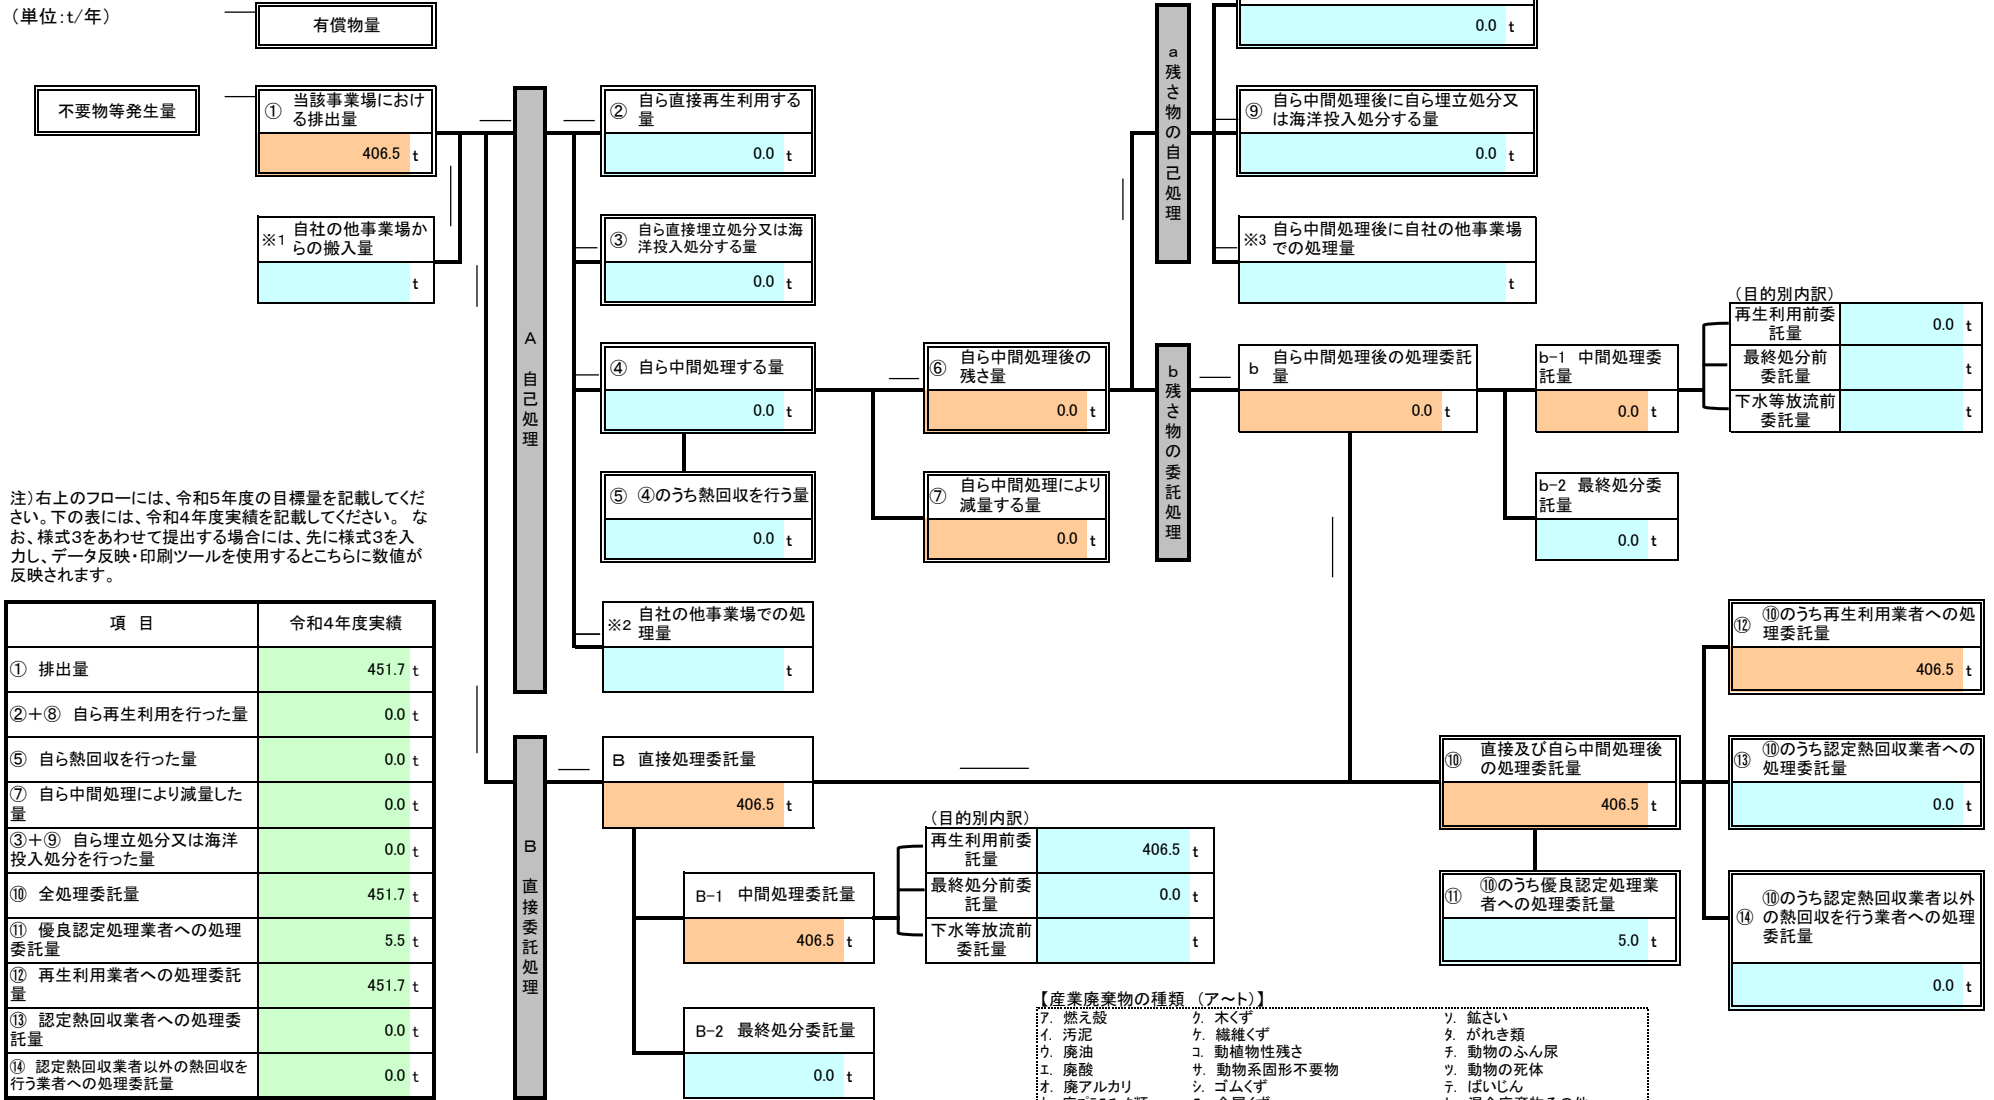 (単位:t/年)
有償物量
不要物等発生量
① 当該事業場におけ
る排出量
406.5 t
※1 自社の他事業場か
らの搬入量
t
A 自己処理
② 自ら直接再生利用する
量
0.0 t
③ 自ら直接埋立処分又は海
洋投入処分する量
0.0 t
④ 自ら中間処理する量
0.0 t
⑤ ④のうち熱回収を行う量
0.0 t
※2 自社の他事業場での処
理量
t
⑥ 自ら中間処理後の
残さ量
0.0 t
⑦ 自ら中間処理により
減量する量
0.0 t
a 残さ物の自己処理
0.0 t
⑨ 自ら中間処理後に自ら埋立処分又
は海洋投入処分する量
0.0 t
※3 自ら中間処理後に自社の他事業場
での処理量
t
b 残さ物の委託処理
b 自ら中間処理後の処理委託
量
0.0 t
b-1 中間処理委
託量
0.0 t
b-2 最終処分委
託量
0.0 t
(目的別内訳)
再生利用前委
託量
0.0 t
最終処分前
委託量
t
下水等放流前
委託量
t
注)右上のフローには、令和5年度の目標量を記載してくだ
さい。下の表には、令和4年度実績を記載してください。 な
お、様式3をあわせて提出する場合には、先に様式3を入
力し、データ反映・印刷ツールを使用するとこちらに数値が
反映されます。
項 目 令和4年度実績
① 排出量 451.7 t
②+⑧ 自ら再生利用を行った量 0.0 t
⑤ 自ら熱回収を行った量 0.0 t
⑦ 自ら中間処理により減量した
量 0.0 t
③+⑨ 自ら埋立処分又は海洋
投入処分を行った量 0.0 t
⑩ 全処理委託量 451.7 t
⑪ 優良認定処理業者への処理
委託量 5.5 t
⑫ 再生利用業者への処理委託
量 451.7 t
⑬ 認定熱回収業者への処理委
託量 0.0 t
⑭ 認定熱回収業者以外の熱回収を
行う業者への処理委託量 0.0 t
B 直接委託処理
B 直接処理委託量
406.5 t
B-1 中間処理委託量
406.5 t
B-2 最終処分委託量
0.0 t
(目的別内訳)
再生利用前委
託量
406.5 t
最終処分前委
託量
0.0 t
下水等放流前
委託量
t
⑩ 直接及び自ら中間処理後
の処理委託量
406.5 t
⑪ ⑩のうち優良認定処理業
者への処理委託量
5.0 t
⑫ ⑩のうち再生利用業者への処
理委託量
406.5 t
⑬ ⑩のうち認定熱回収業者への
処理委託量
0.0 t
⑭ ⑩のうち認定熱回収業者以外
の熱回収を行う業者への処理
委託量
0.0 t
【産業廃棄物の種類 (ア~ト)】
ア. 燃え殻 ク. 木くず ソ. 鉱さい
イ. 汚泥 ケ. 繊維くず タ. がれき類
ウ. 廃油 コ. 動植物性残さ チ. 動物のふん尿
エ. 廃酸 サ. 動物系固形不要物 ツ. 動物の死体
オ. 廃アルカリ シ. ゴムくず テ. ばいじん